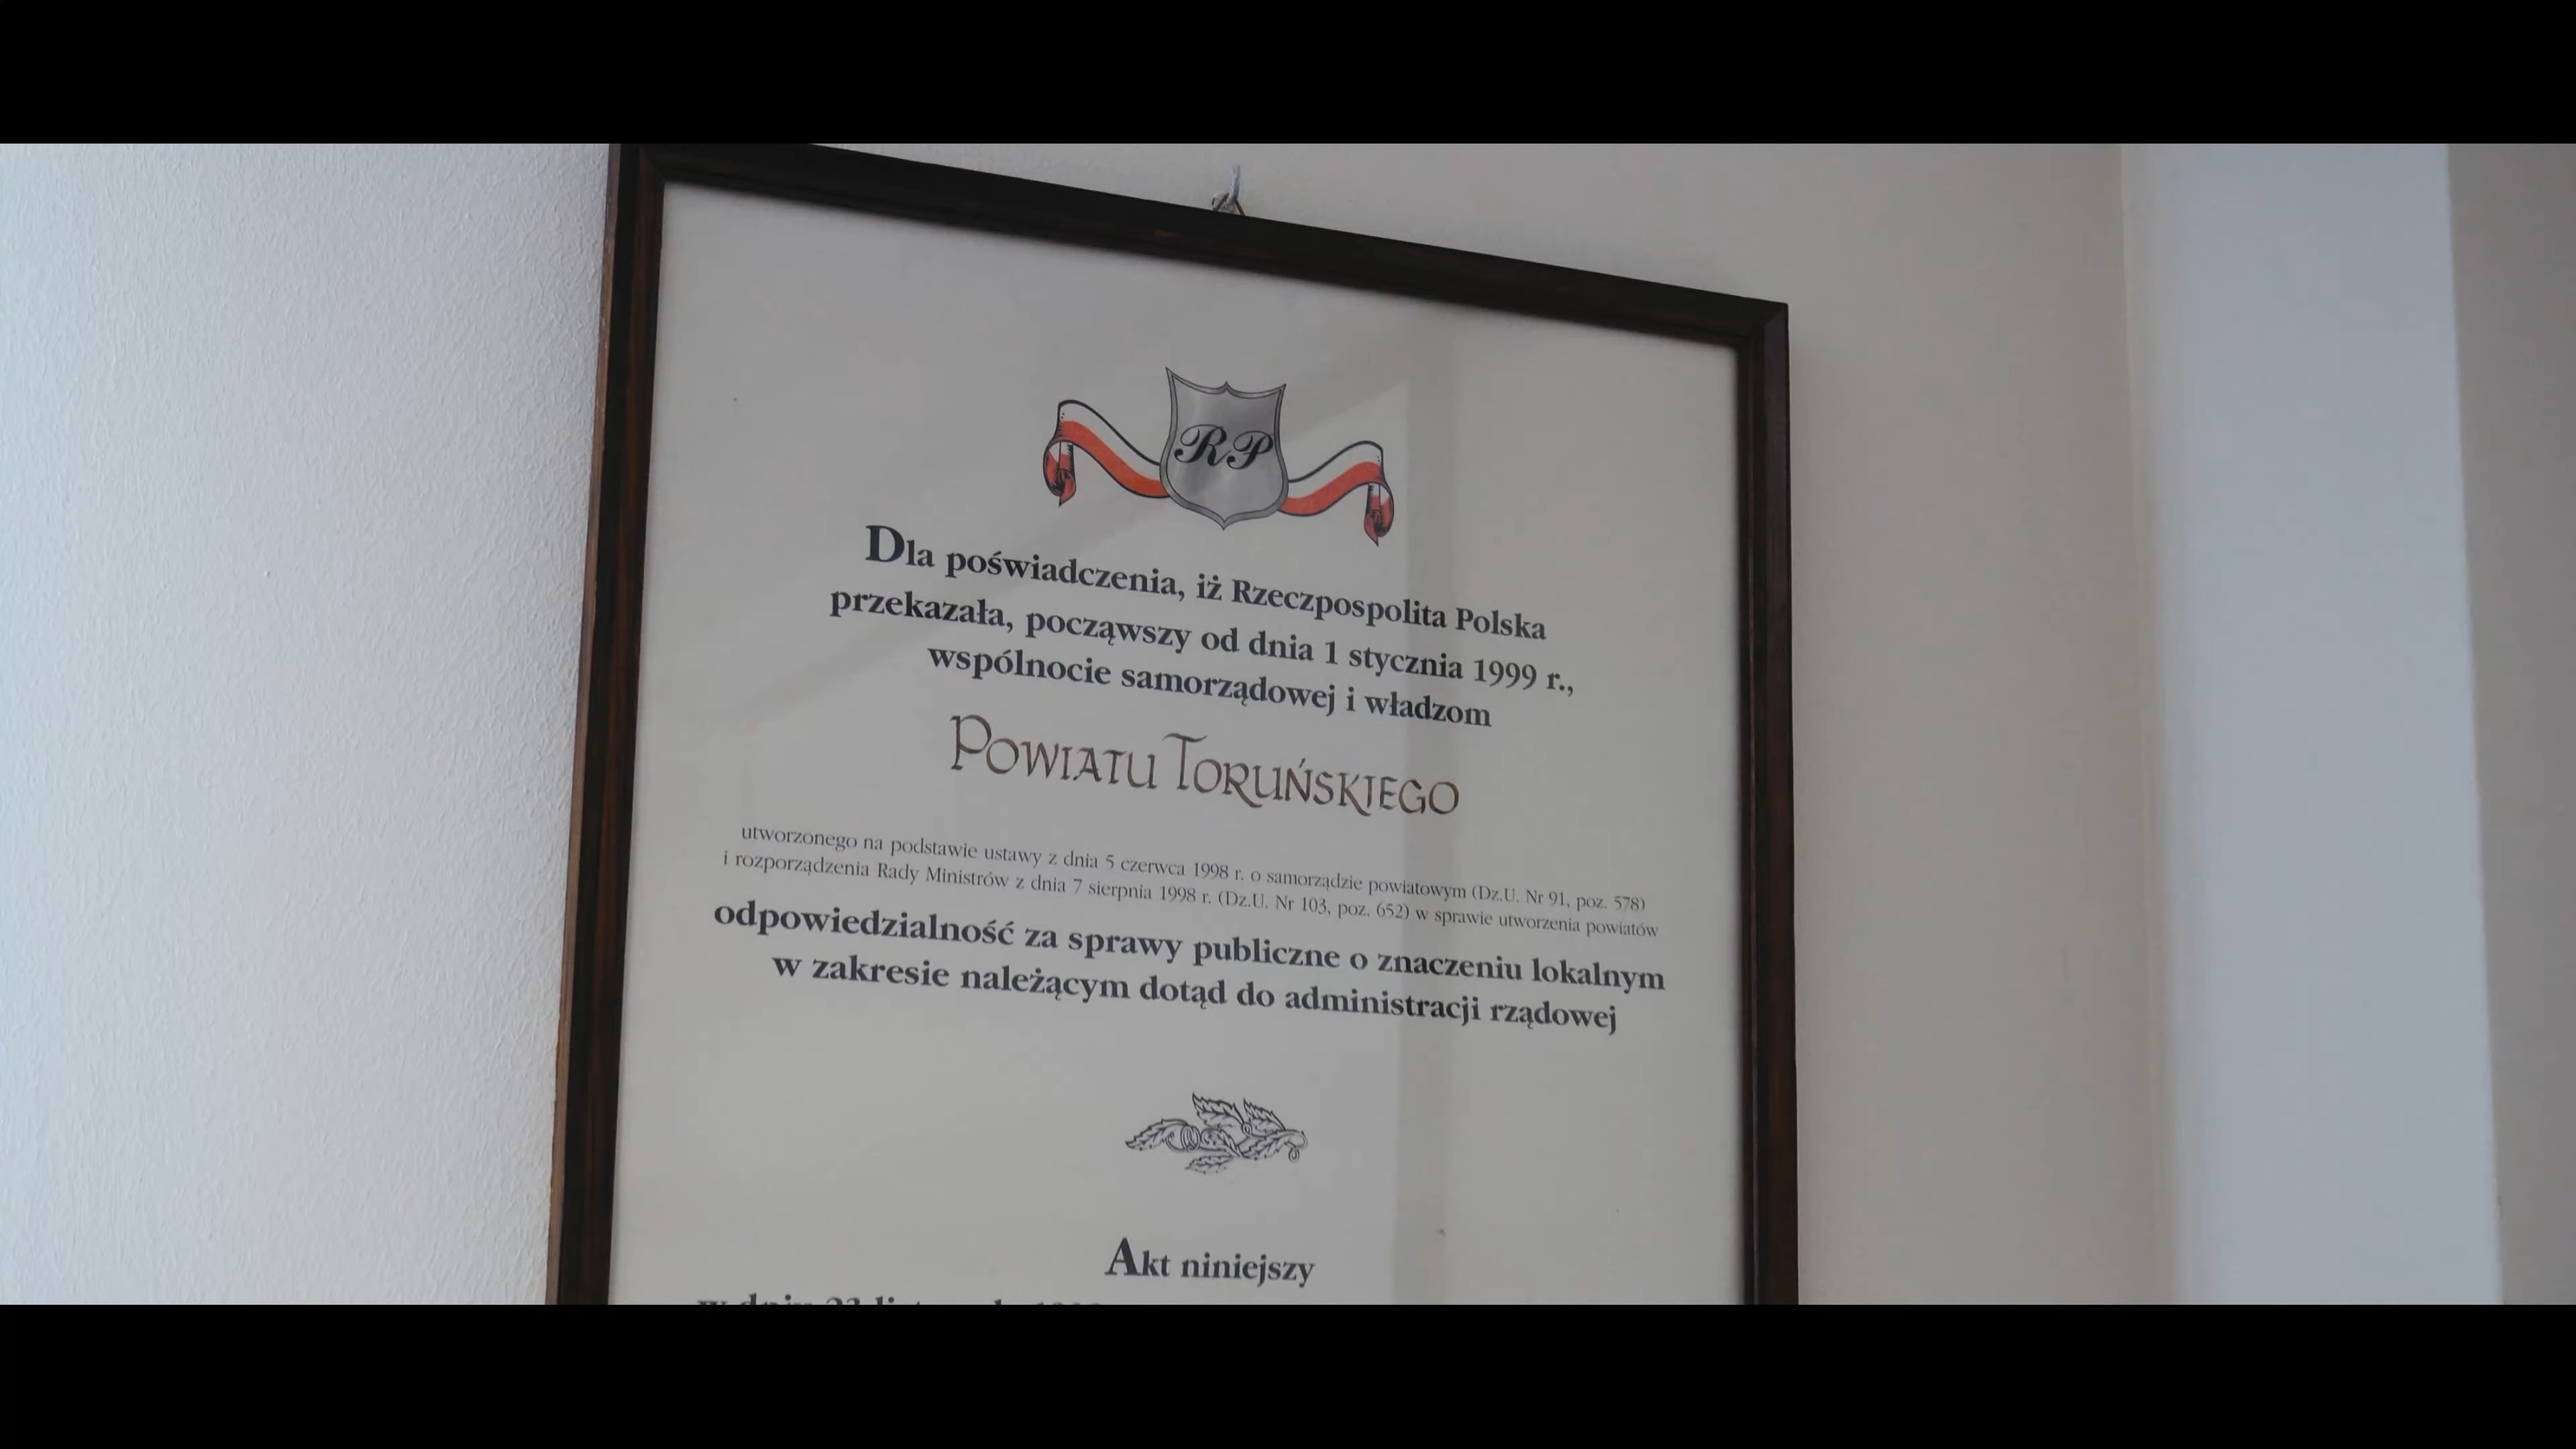 RP
Dla poświadczenia, iż Rzeczpospolita Polska
przekazała, począwszy od dnia 1 stycznia 1999 r.,
wspólnocie samorządowej i władzom
POWIATU TORUŃSKIEGO
utworzonego na podstawie ustawy z dnia 5 czerwca 1998 r. o samorządzie powiatowym (Dz.U. Nr 91, poz. 578)
i rozporządzenia Rady Ministrów z dnia 7 sierpnia 1998 r. (Dz.U. Nr 103, poz. 652) w sprawie utworzenia powiatów
odpowiedzialność za sprawy publiczne o znaczeniu lokalnym
w zakresie należącym dotąd do administracji rządowej
Akt niniejszy